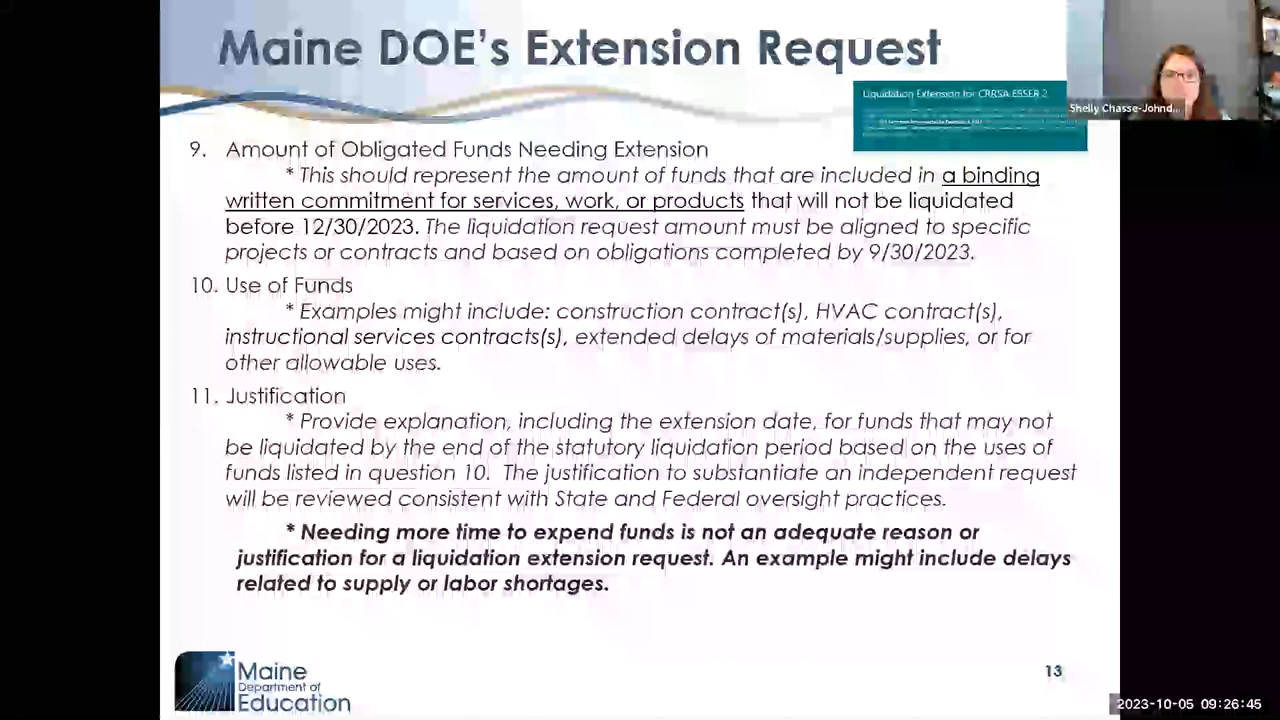 Maine DOE's Extension Request
Liquidation Extension for CRRSA ESSER 2
Shelly Chasse-Johnd...
9. Amount of Obligated Funds Needing Extension
* This should represent the amount of funds that are included in a binding
written commitment for services, work, or products that will not be liquidated
before 12/30/2023. The liquidation request amount must be aligned to specific
projects or contracts and based on obligations completed by 9/30/2023.
10. Use of Funds
* Examples might include: construction contract(s), HVAC contract(s),
instructional services contracts(s), extended delays of materials/supplies, or for
other allowable uses.
11. Justification
* Provide explanation, including the extension date, for funds that may not
be liquidated by the end of the statutory liquidation period based on the uses of
funds listed in question 10. The justification to substantiate an independent request
will be reviewed consistent with State and Federal oversight practices.
* Needing more time to expend funds is not an adequate reason or
justification for a liquidation extension request. An example might include delays
related to supply or labor shortages.
Maine
Department of
Education
13
2023-10-05 09:26:45